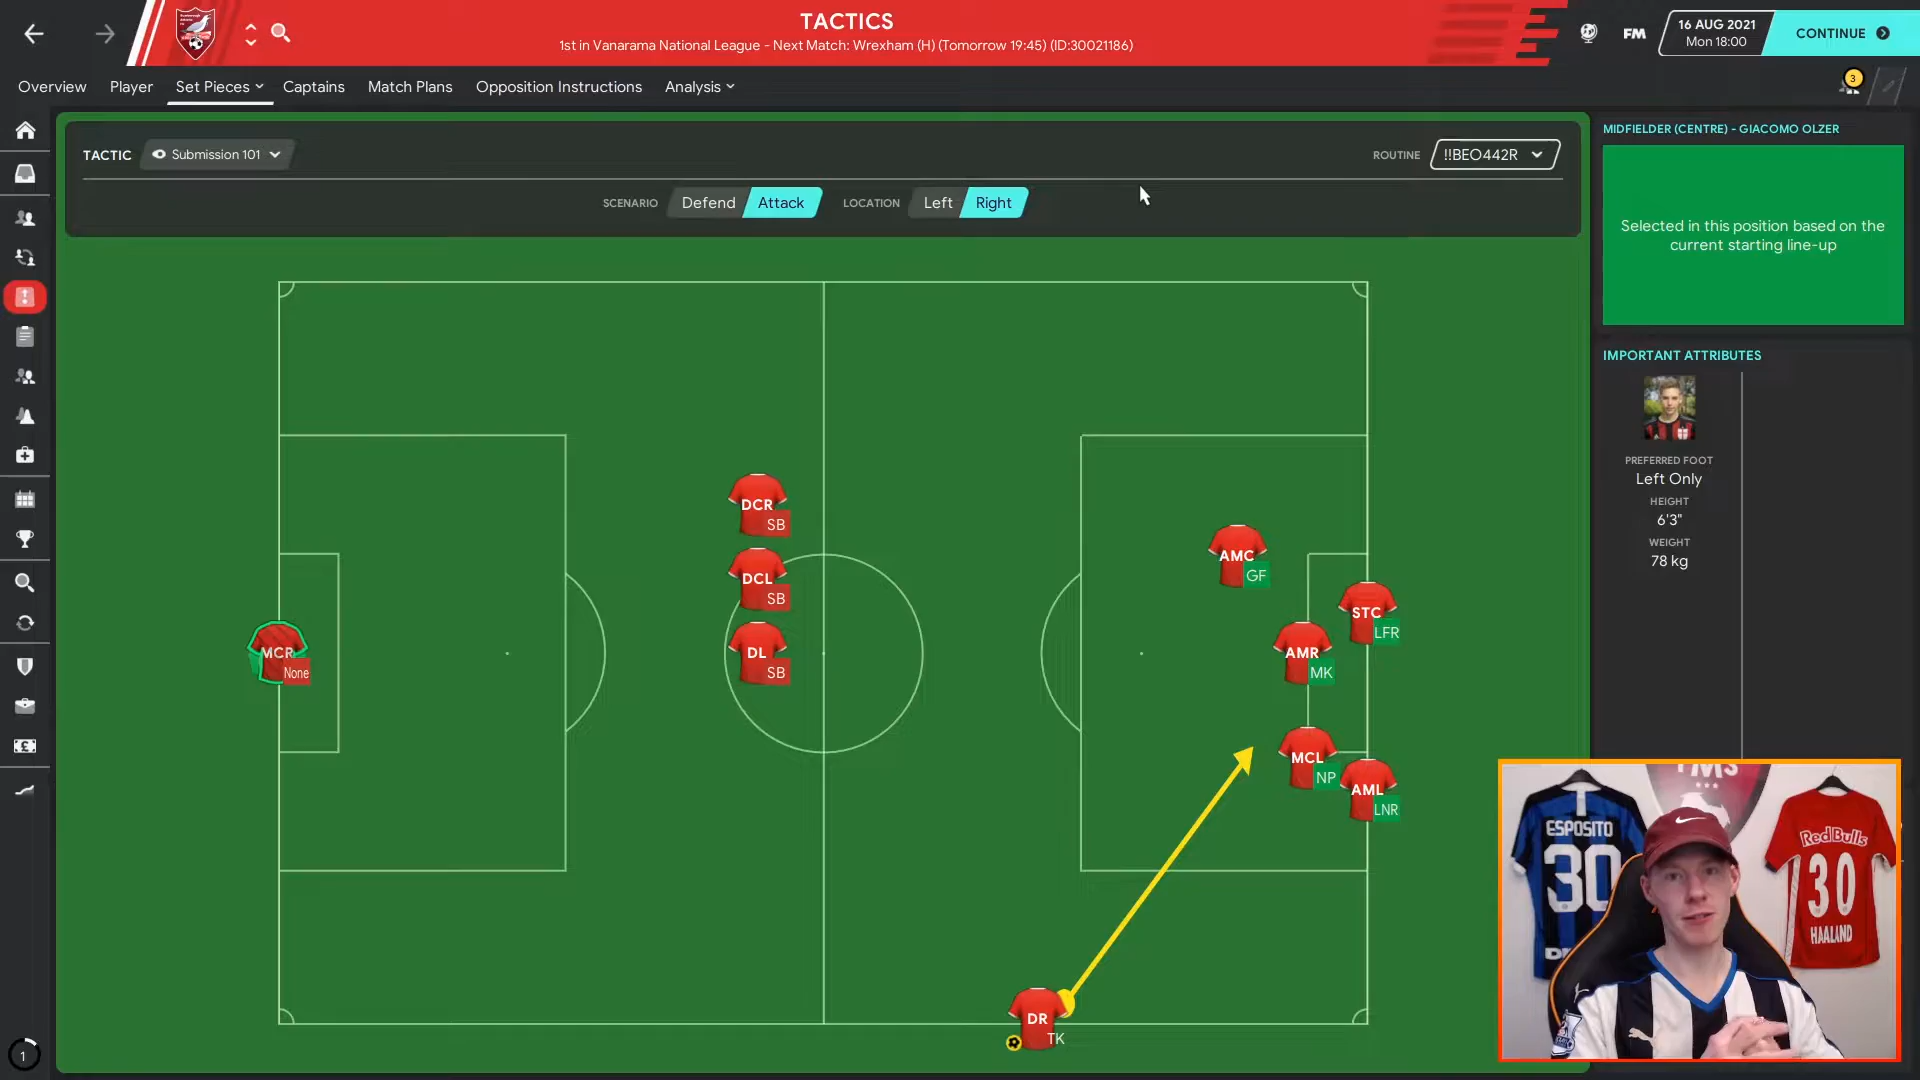 TACTICS
1st in Vanarama National League - Next Match: Wrexham (H) (Tomorrow 19:45) (ID:30021186)
FM
16 AUG 2021
Mon 18:00
CONTINUE
Overview
Player
Set Pieces
Captains
Match Plans
Opposition Instructions
Analysis
3
TACTIC
Submission 101
ROUTINE
!!BEO442R
SCENARIO
Defend
Attack
LOCATION
Left
Right
MIDFIELDER (CENTRE) - GIACOMO OLZER
Selected in this position based on the
current starting line-up
IMPORTANT ATTRIBUTES
PREFERRED FOOT
Left Only
HEIGHT
6'3"
WEIGHT
78 kg
DCR
SB
DCL
SB
DL
SB
MCR
None
AMC
GF
STC
LFR
AMR
MK
MCL
NP
AML
LNR
DR
TK
1
ESPOSITO
30
Red Bulls
30
HAALAND